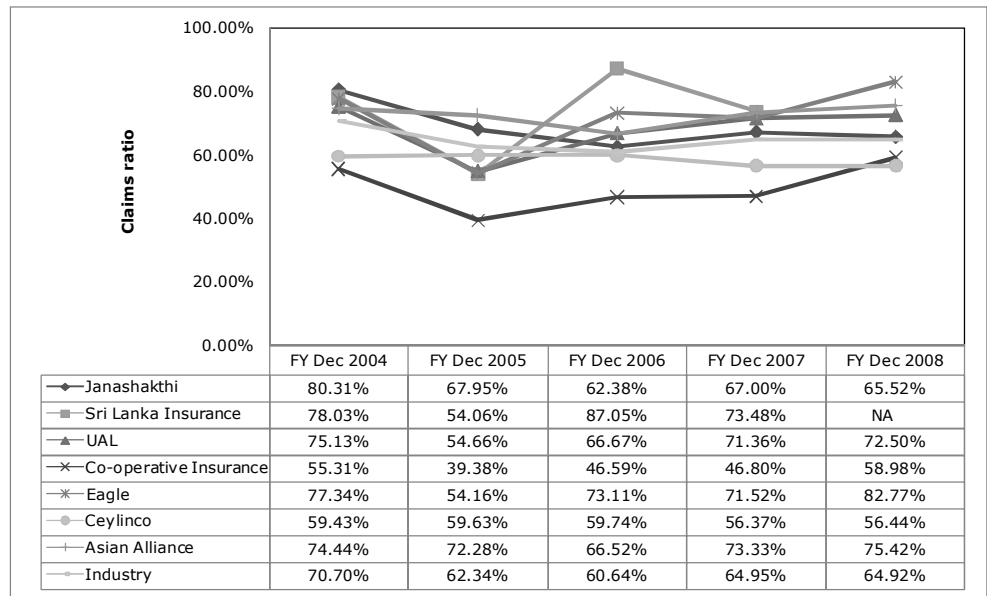 100.00%
80.00%
60.00%
40.00%
20.00%
0.00%
Claims ratio
FY Dec 2004 FY Dec 2005 FY Dec 2006 FY Dec 2007 FY Dec 2008
Janashakthi 80.31% 67.95% 62.38% 67.00% 65.52%
Sri Lanka Insurance 78.03% 54.06% 87.05% 73.48% NA
UAL 75.13% 54.66% 66.67% 71.36% 72.50%
Co-operative Insurance 55.31% 39.38% 46.59% 46.80% 58.98%
Eagle 77.34% 54.16% 73.11% 71.52% 82.77%
Ceylinco 59.43% 59.63% 59.74% 56.37% 56.44%
Asian Alliance 74.44% 72.28% 66.52% 73.33% 75.42%
Industry 70.70% 62.34% 60.64% 64.95% 64.92%